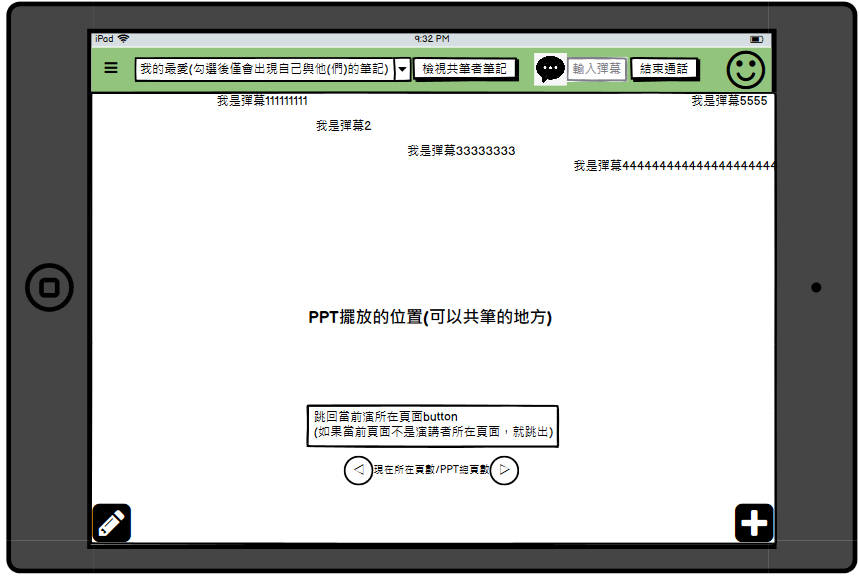 iPod 9:32 PM
我的最愛(勾選後僅會出現自己與他(們)的筆記) 檢視共筆者筆記 輸入彈幕 結束通話
我是彈幕111111111 我是彈幕5555
我是彈幕2
我是彈幕33333333
我是彈幕444444444444444444444
PPT擺放的位置(可以共筆的地方)
跳回當前演所在頁面button
(如果當前頁面不是演講者所在頁面，就跳出)
現在所在頁數/PPT總頁數